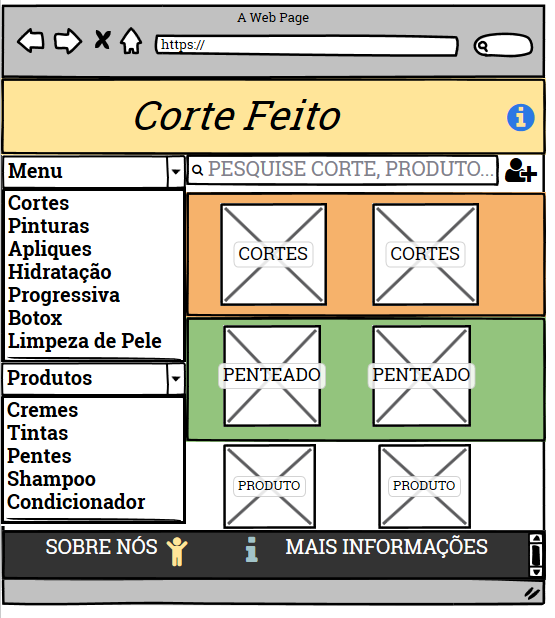 A Web Page
https://
Corte Feito
Menu
PESQUISE CORTE, PRODUTO...
Cortes
Pinturas
Apliques
Hidratação
Progressiva
Botox
Limpeza de Pele
CORTES
CORTES
Produtos
PENTEADO
PENTEADO
Cremes
Tintas
Pentes
Shampoo
Condicionador
PRODUTO
PRODUTO
SOBRE NÓS
MAIS INFORMAÇÕES